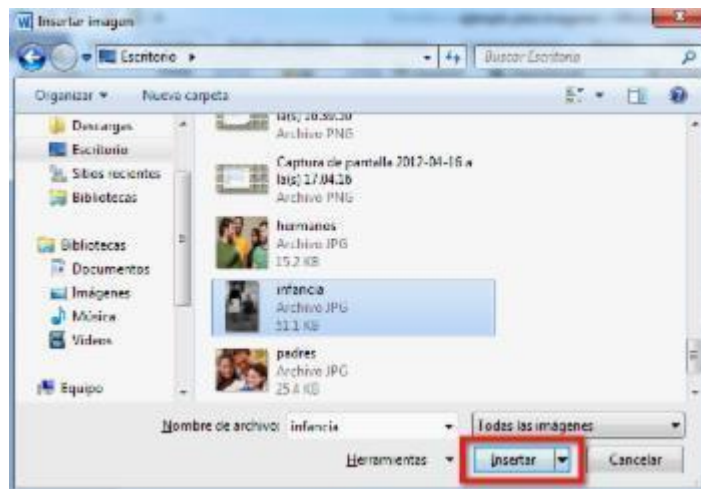 Insertar imagen
Escritorio
Buscar Escritorio
Organizar
Nueva carpeta
Descargas
Escritorio
Sitios recientes
Bibliotecas
Bibliotecas
Documentos
Imágenes
Música
Videos
Equipo
Archivo PNG
Captura de pantalla 2012-04-16 a
la(s) 17.04.16
Archivo PNG
hermanos
Archivo JPG
15.2 KB
infancia
Archivo JPG
padres
Archivo JPG
25.4 KB
Nombre de archivo: infancia
Todas las imágenes
Herramientas
Insertar
Cancelar